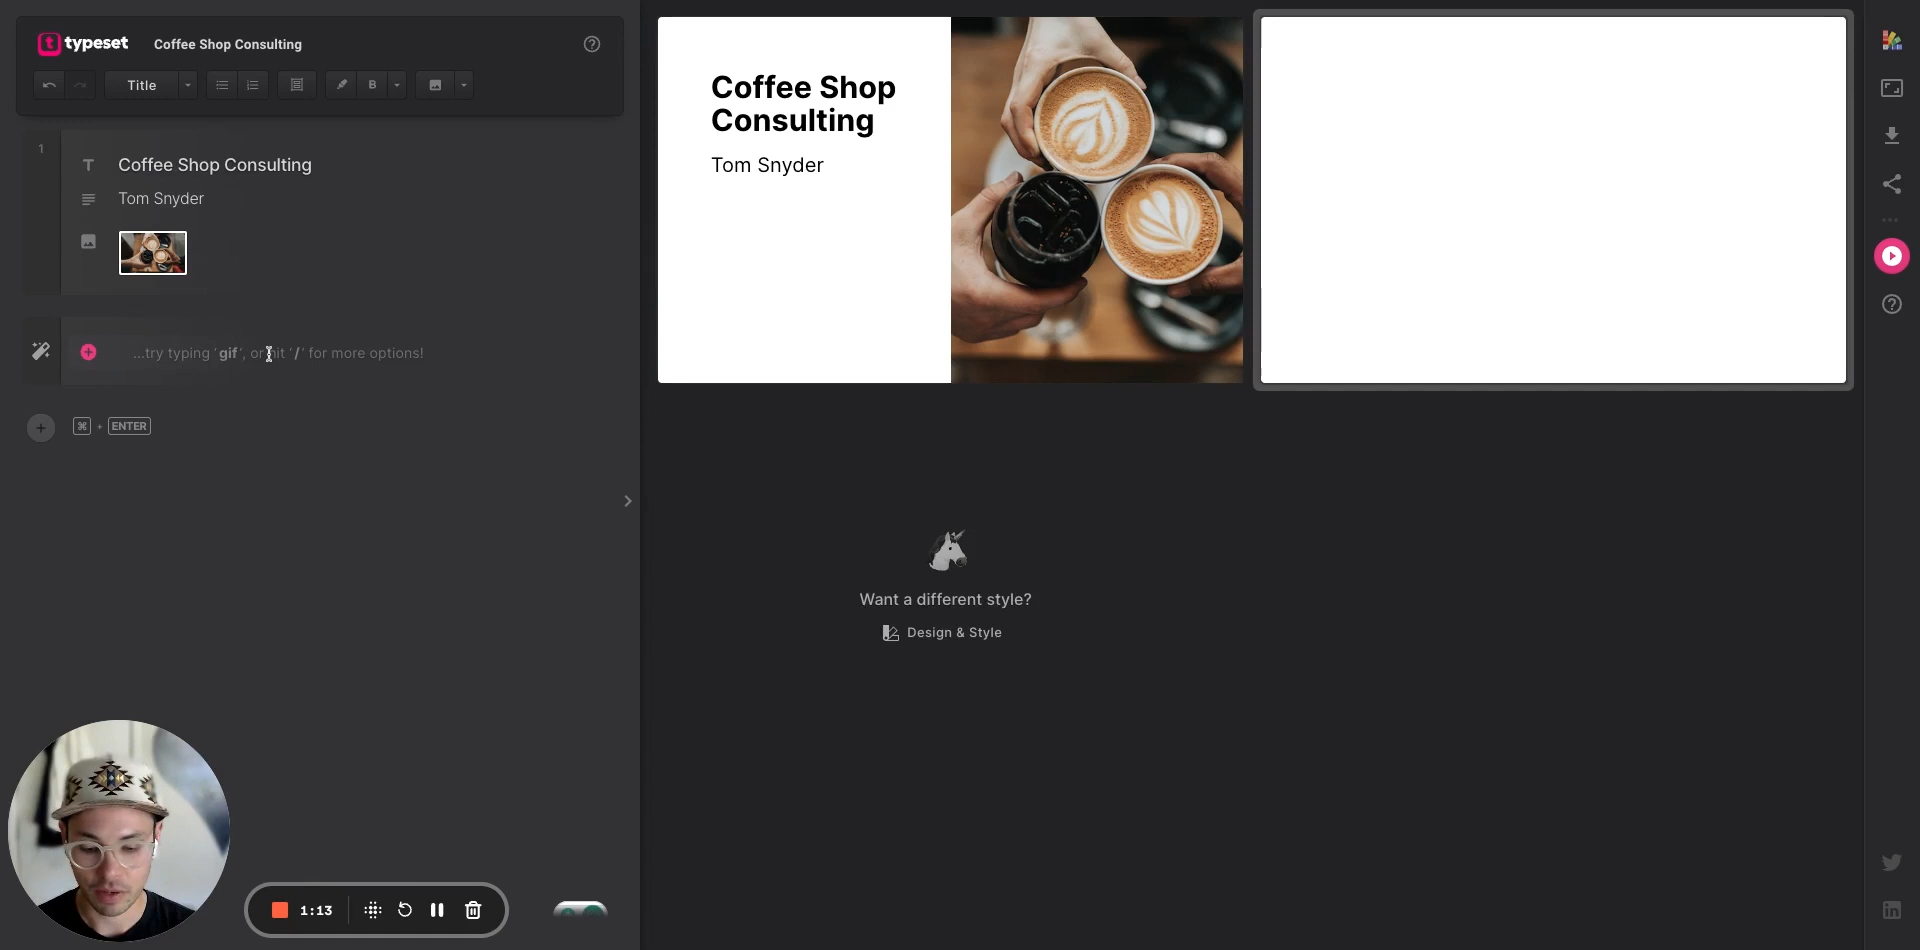 typeset
Coffee Shop Consulting
Title
B
1
Coffee Shop Consulting
Tom Snyder
...try typing 'gif', or hit '/' for more options!
⌘ + ENTER
Coffee Shop
Consulting
Tom Snyder
Want a different style?
Design & Style
1:13